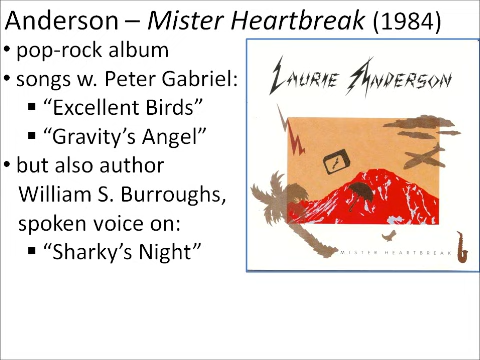 Anderson – Mister Heartbreak (1984)
• pop-rock album
• songs w. Peter Gabriel:
▪ “Excellent Birds”
▪ “Gravity’s Angel”
• but also author
William S. Burroughs,
spoken voice on:
▪ “Sharky’s Night”
LAURIE ANDERSON
MISTER HEARTBREAK